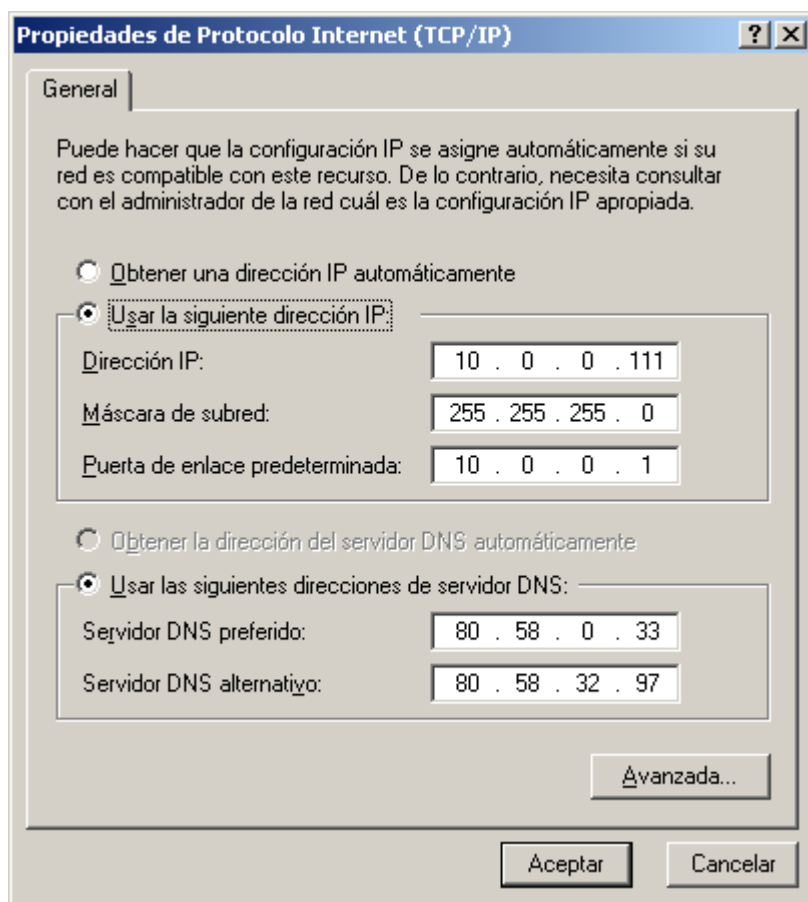 Propiedades de Protocolo Internet (TCP/IP)
General
Puede hacer que la configuración IP se asigne automáticamente si su
red es compatible con este recurso. De lo contrario, necesita consultar
con el administrador de la red cuál es la configuración IP apropiada.
Obtener una dirección IP automáticamente
Usar la siguiente dirección IP:
Dirección IP: 10 . 0 . 0 . 111
Máscara de subred: 255 . 255 . 255 . 0
Puerta de enlace predeterminada: 10 . 0 . 0 . 1
Obtener la dirección del servidor DNS automáticamente
Usar las siguientes direcciones de servidor DNS:
Servidor DNS preferido: 80 . 58 . 0 . 33
Servidor DNS alternativo: 80 . 58 . 32 . 97
Avanzada...
Aceptar Cancelar